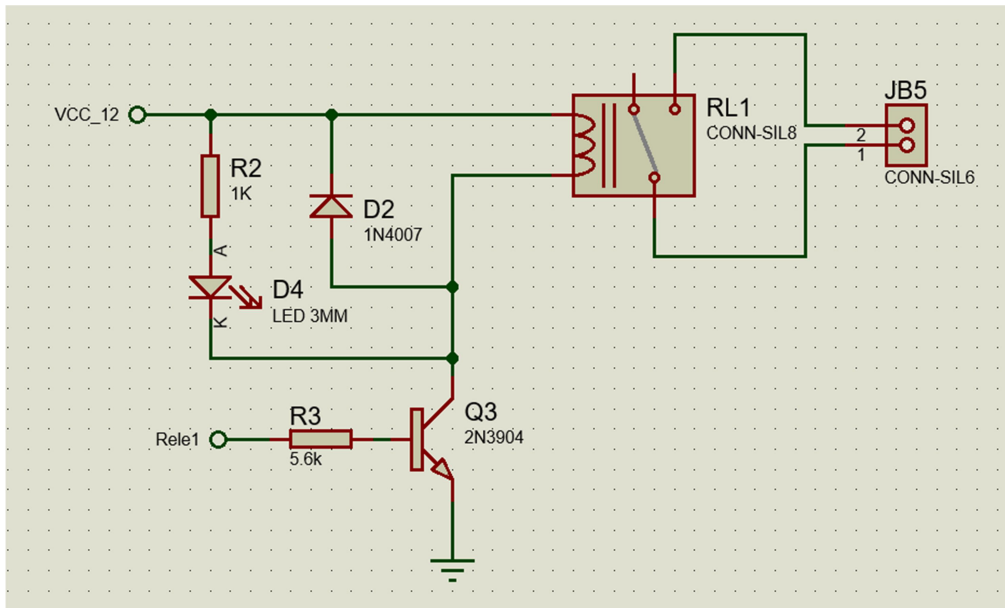 VCC_12
R2
1K
A
D4
LED 3MM
K
D2
1N4007
RL1
CONN-SIL8
JB5
2
1
CONN-SIL6
Rele1
R3
5.6k
Q3
2N3904